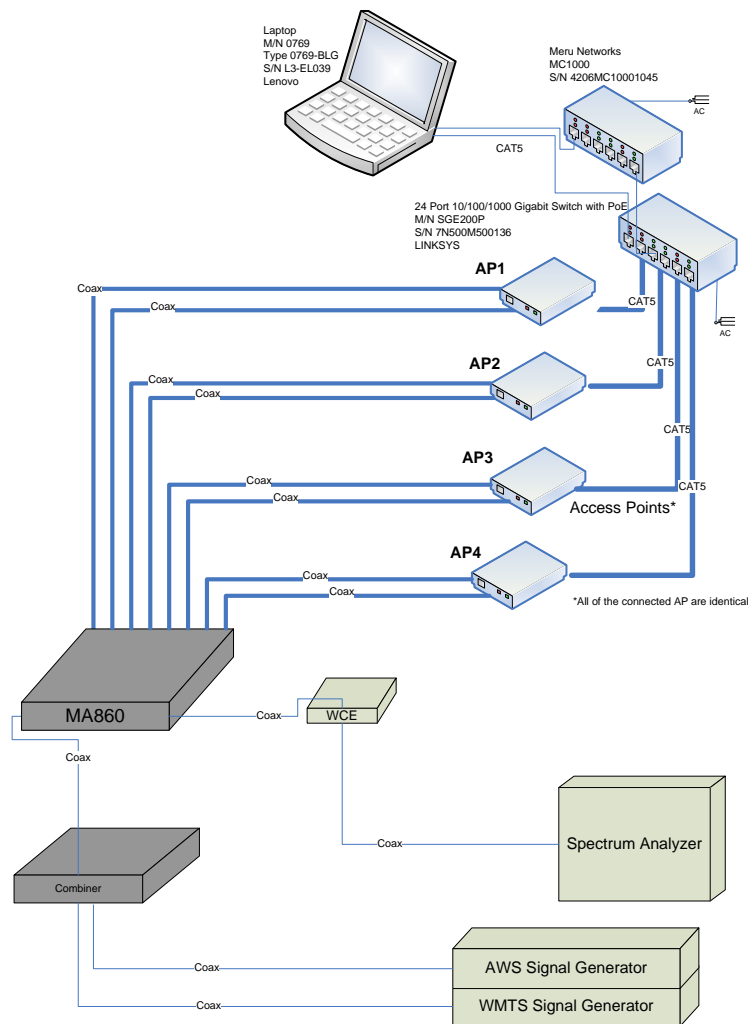 Laptop
M/N 0769
Type 0769-BLG
S/N L3-EL039
Lenovo
Meru Networks
MC1000
S/N 4206MC10001045
AC
CAT5
24 Port 10/100/1000 Gigabit Switch with PoE
M/N SGE200P
S/N 7N500M500136
LINKSYS
AP1
Coax
Coax
CAT5
AC
AP2
CAT5
Coax
Coax
CAT5
AP3
Coax
CAT5
Coax
Access Points*
AP4
Coax
Coax
*All of the connected AP are identical
MA860
Coax
WCE
Coax
Spectrum Analyzer
Coax
Combiner
AWS Signal Generator
Coax
WMTS Signal Generator
Coax